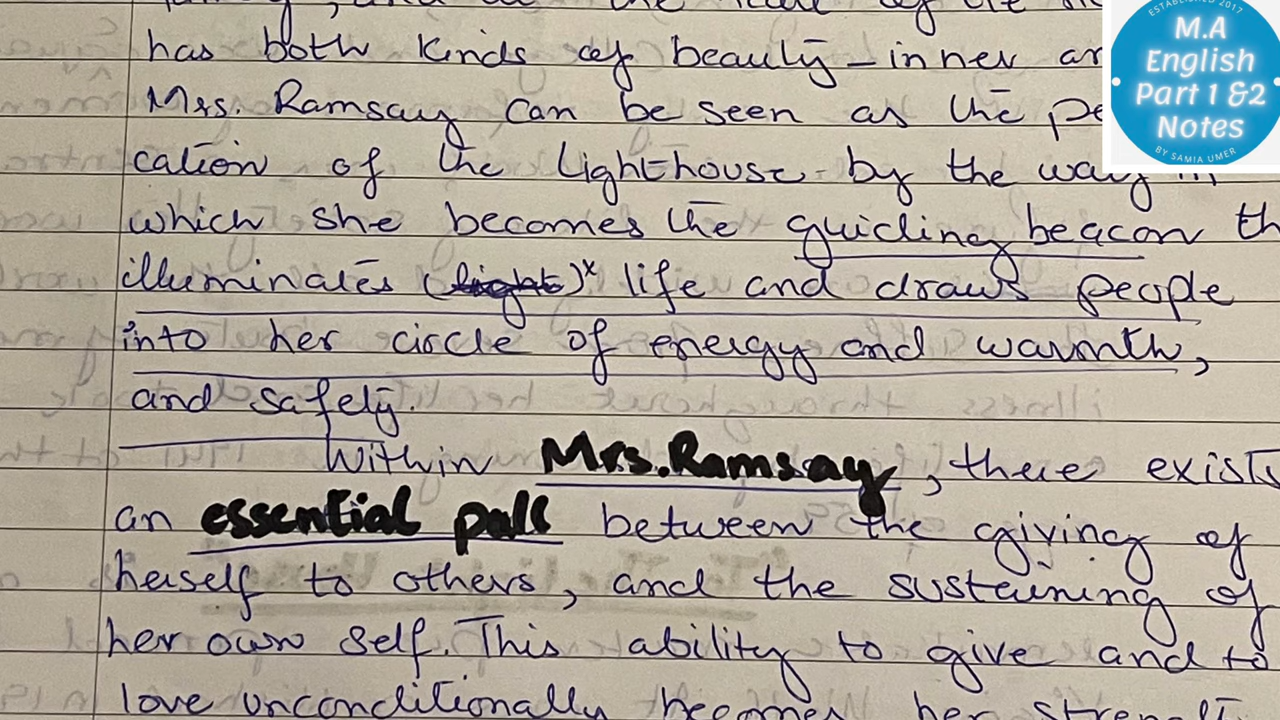 has both kinds of beauty - inner an
Mrs. Ramsay can be seen as the pe
cation of the lighthouse by the way in
which she becomes the guiding beacon th
illuminates (light)x life and draws people
into her circle of energy and warmth,
and safety.
Within Mrs.Ramsay, there exists
an essential pull between the giving of
herself to others, and the sustaining of
her own self. This ability to give and to
love unconditionally becomes her strengt
ESTABLISHED 2017
M.A
English
Part 1 &2
Notes
BY SAMIA UMER